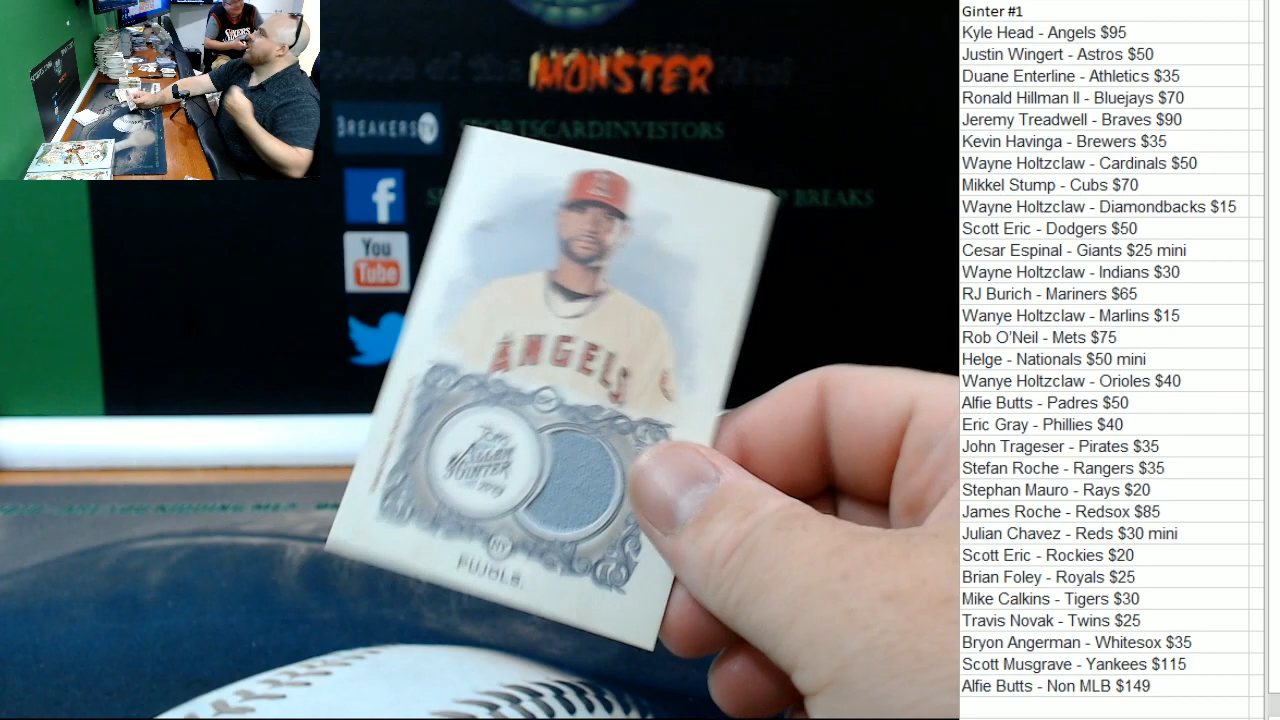 SIXERS
MONSTER
BREAKERS TV
SPORTSCARDINVESTORS
BREAKS
You
Tube
ANGELS
Topps
ALLEN
GINTER
PUJOLS
Ginter #1
Kyle Head - Angels $95
Justin Wingert - Astros $50
Duane Enterline - Athletics $35
Ronald Hillman ll - Bluejays $70
Jeremy Treadwell - Braves $90
Kevin Havinga - Brewers $35
Wayne Holtzclaw - Cardinals $50
Mikkel Stump - Cubs $70
Wayne Holtzclaw - Diamondbacks $15
Scott Eric - Dodgers $50
Cesar Espinal - Giants $25 mini
Wayne Holtzclaw - Indians $30
RJ Burich - Mariners $65
Wanye Holtzclaw - Marlins $15
Rob O'Neil - Mets $75
Helge - Nationals $50 mini
Wanye Holtzclaw - Orioles $40
Alfie Butts - Padres $50
Eric Gray - Phillies $40
John Trageser - Pirates $35
Stefan Roche - Rangers $35
Stephan Mauro - Rays $20
James Roche - Redsox $85
Julian Chavez - Reds $30 mini
Scott Eric - Rockies $20
Brian Foley - Royals $25
Mike Calkins - Tigers $30
Travis Novak - Twins $25
Bryon Angerman - Whitesox $35
Scott Musgrave - Yankees $115
Alfie Butts - Non MLB $149